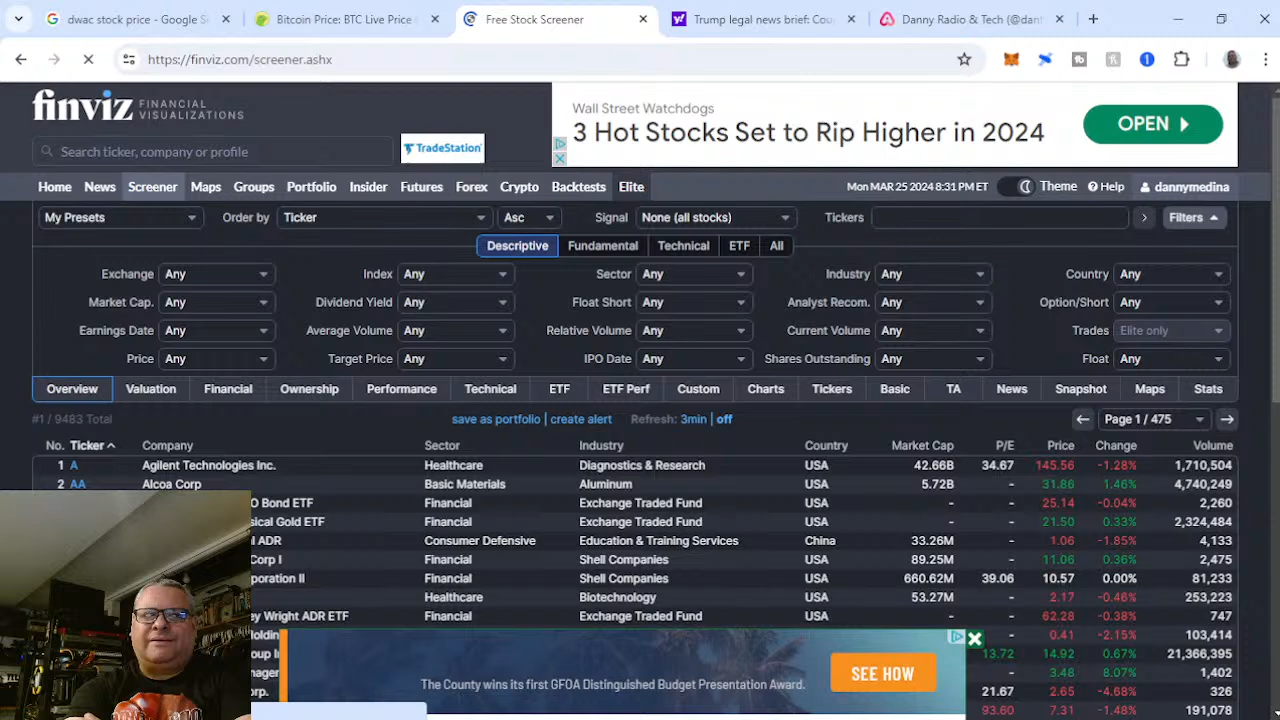 dwac stock price - Google S
Bitcoin Price: BTC Live Price
Free Stock Screener
Trump legal news brief: Cou
Danny Radio & Tech (@dan
https://finviz.com/screener.ashx
finviz FINANCIAL VISUALIZATIONS
Wall Street Watchdogs
3 Hot Stocks Set to Rip Higher in 2024
OPEN
Search ticker, company or profile
TradeStation
Home News Screener Maps Groups Portfolio Insider Futures Forex Crypto Backtests Elite
Mon MAR 25 2024 8:31 PM ET Theme Help dannymedina
My Presets Order by Ticker Asc Signal None (all stocks) Tickers Filters
Descriptive Fundamental Technical ETF All
Exchange Any Index Any Sector Any Industry Any Country Any
Market Cap. Any Dividend Yield Any Float Short Any Analyst Recom. Any Option/Short Any
Earnings Date Any Average Volume Any Relative Volume Any Current Volume Any Trades Elite only
Price Any Target Price Any IPO Date Any Shares Outstanding Any Float Any
Overview Valuation Financial Ownership Performance Technical ETF ETF Perf Custom Charts Tickers Basic TA News Snapshot Maps Stats
#1 / 9483 Total save as portfolio | create alert Refresh: 3min | off Page 1 / 475
No. Ticker Company Sector Industry Country Market Cap P/E Price Change Volume
1 A Agilent Technologies Inc. Healthcare Diagnostics & Research USA 42.66B 34.67 145.56 -1.28% 1,710,504
2 AA Alcoa Corp Basic Materials Aluminum USA 5.72B - 31.86 1.46% 4,740,249
O Bond ETF Financial Exchange Traded Fund USA - - 25.14 -0.04% 2,260
sical Gold ETF Financial Exchange Traded Fund USA - - 21.50 0.33% 2,324,484
ADR Consumer Defensive Education & Training Services China 33.26M - 1.06 -1.85% 4,133
Corp I Financial Shell Companies USA 89.25M - 11.06 0.36% 2,475
poration II Financial Shell Companies USA 660.62M 39.06 10.57 0.00% 81,233
Healthcare Biotechnology USA 53.27M - 2.17 -0.46% 253,223
ey Wright ADR ETF Financial Exchange Traded Fund USA - - 62.28 -0.38% 747
Holdin - 0.41 -2.15% 103,414
roup In 13.72 14.92 0.67% 21,366,395
nager - 3.48 8.07% 1,402
orp. 21.67 2.65 -4.68% 326
93.60 7.31 -1.48% 191,078
The County wins its first GFOA Distinguished Budget Presentation Award.
SEE HOW